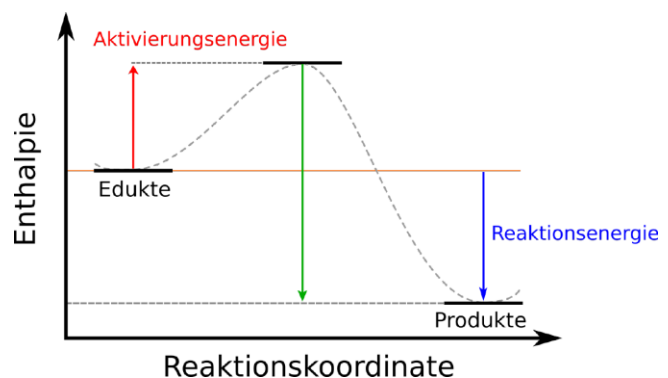 Aktivierungsenergie
Enthalpie
Edukte
Reaktionsenergie
Produkte
Reaktionskoordinate